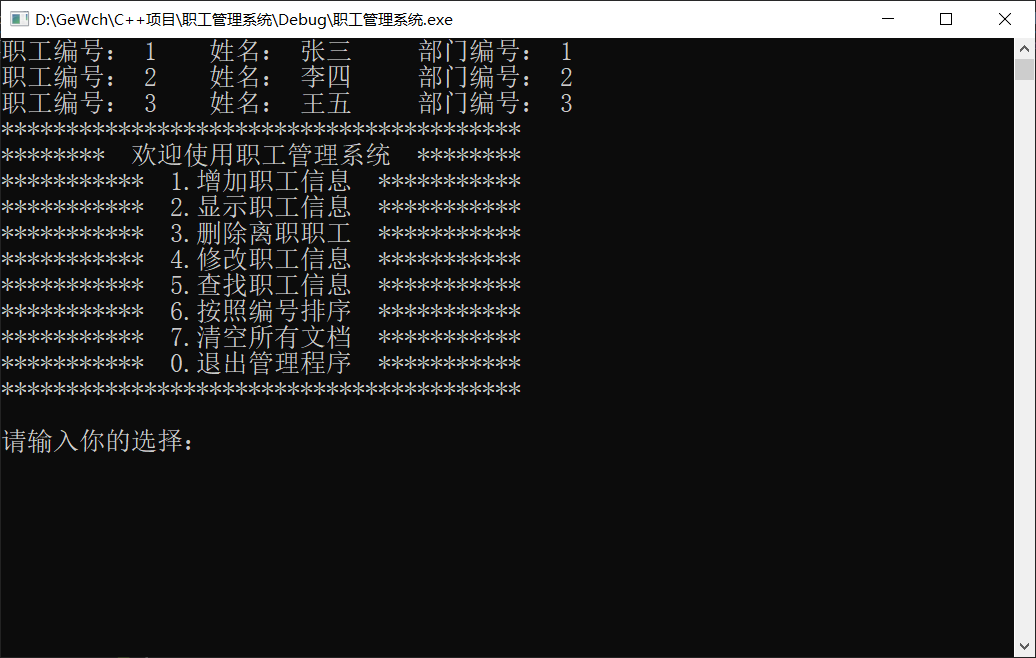 D:\GeWch\C++项目\职工管理系统\Debug\职工管理系统.exe
职工编号： 1    姓名： 张三     部门编号： 1
职工编号： 2    姓名： 李四     部门编号： 2
职工编号： 3    姓名： 王五     部门编号： 3
****************************************
********  欢迎使用职工管理系统  ********
***********  1.增加职工信息  ***********
***********  2.显示职工信息  ***********
***********  3.删除离职职工  ***********
***********  4.修改职工信息  ***********
***********  5.查找职工信息  ***********
***********  6.按照编号排序  ***********
***********  7.清空所有文档  ***********
***********  0.退出管理程序  ***********
****************************************
请输入你的选择：